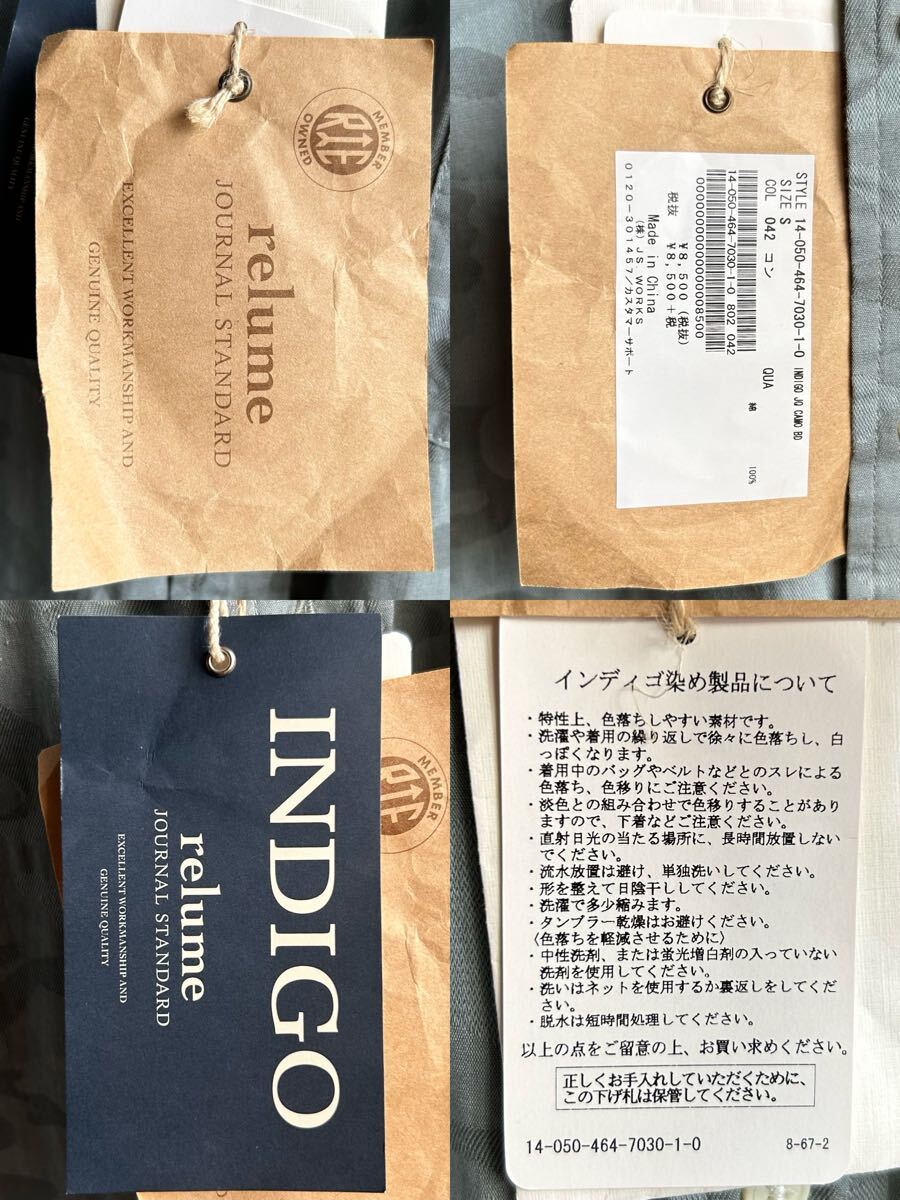 MEMBER
OWNED
RTE
relume
JOURNAL STANDARD
EXCELLENT WORKMANSHIP AND
GENUINE QUALITY
GENUINE QUALITY
STYLE 14-050-464-7030-1-0 INDIGO JQ CAMO BD
SIZE S
COL 042 コン
QUA 綿 100%
14-050-464-7030-1-0 802 042
0000000000000000008500
¥8,500 (税抜)
税抜 ¥8,500+税
Made in China
(株) JS.WORKS
0120-301457/カスタマーサポート
INDIGO
relume
JOURNAL STANDARD
EXCELLENT WORKMANSHIP AND
GENUINE QUALITY
MEMBER
RTE
インディゴ染め製品について
・特性上、色落ちしやすい素材です。
・洗濯や着用の繰り返しで徐々に色落ちし、白
っぽくなります。
・着用中のバッグやベルトなどとのスレによる
色落ち、色移りにご注意ください。
・淡色との組み合わせで色移りすることがあり
ますので、下着などご注意ください。
・直射日光の当たる場所に、長時間放置しない
でください。
・流水放置は避け、単独洗いしてください。
・形を整えて日陰干ししてください。
・洗濯で多少縮みます。
・タンブラー乾燥はお避けください。
〈色落ちを軽減させるために〉
・中性洗剤、または蛍光増白剤の入っていない
洗剤を使用してください。
・洗いはネットを使用するか裏返しをしてくだ
さい。
・脱水は短時間処理してください。
以上の点をご留意の上、お買い求めください。
正しくお手入れしていただくために、
この下げ札は保管してください。
14-050-464-7030-1-0 8-67-2